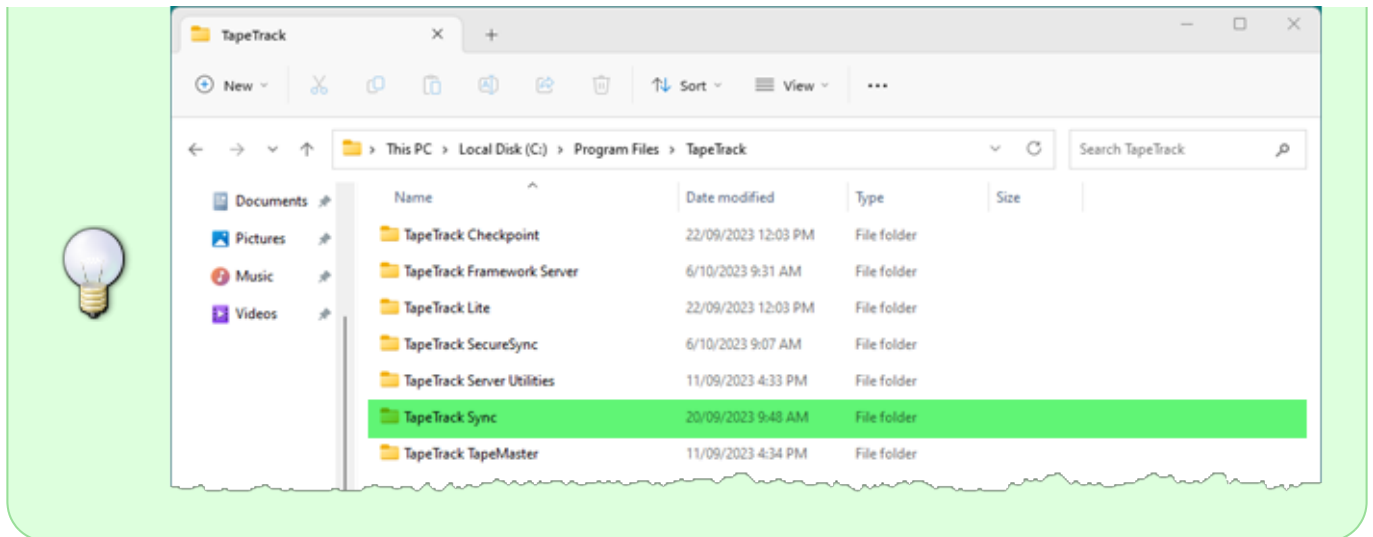 TapeTrack
New
Sort
View
This PC > Local Disk (C:) > Program Files > TapeTrack
Search TapeTrack
Documents
Pictures
Music
Videos
Name Date modified Type Size
TapeTrack Checkpoint 22/09/2023 12:03 PM File folder
TapeTrack Framework Server 6/10/2023 9:31 AM File folder
TapeTrack Lite 22/09/2023 12:03 PM File folder
TapeTrack SecureSync 6/10/2023 9:07 AM File folder
TapeTrack Server Utilities 11/09/2023 4:33 PM File folder
TapeTrack Sync 20/09/2023 9:48 AM File folder
TapeTrack TapeMaster 11/09/2023 4:34 PM File folder